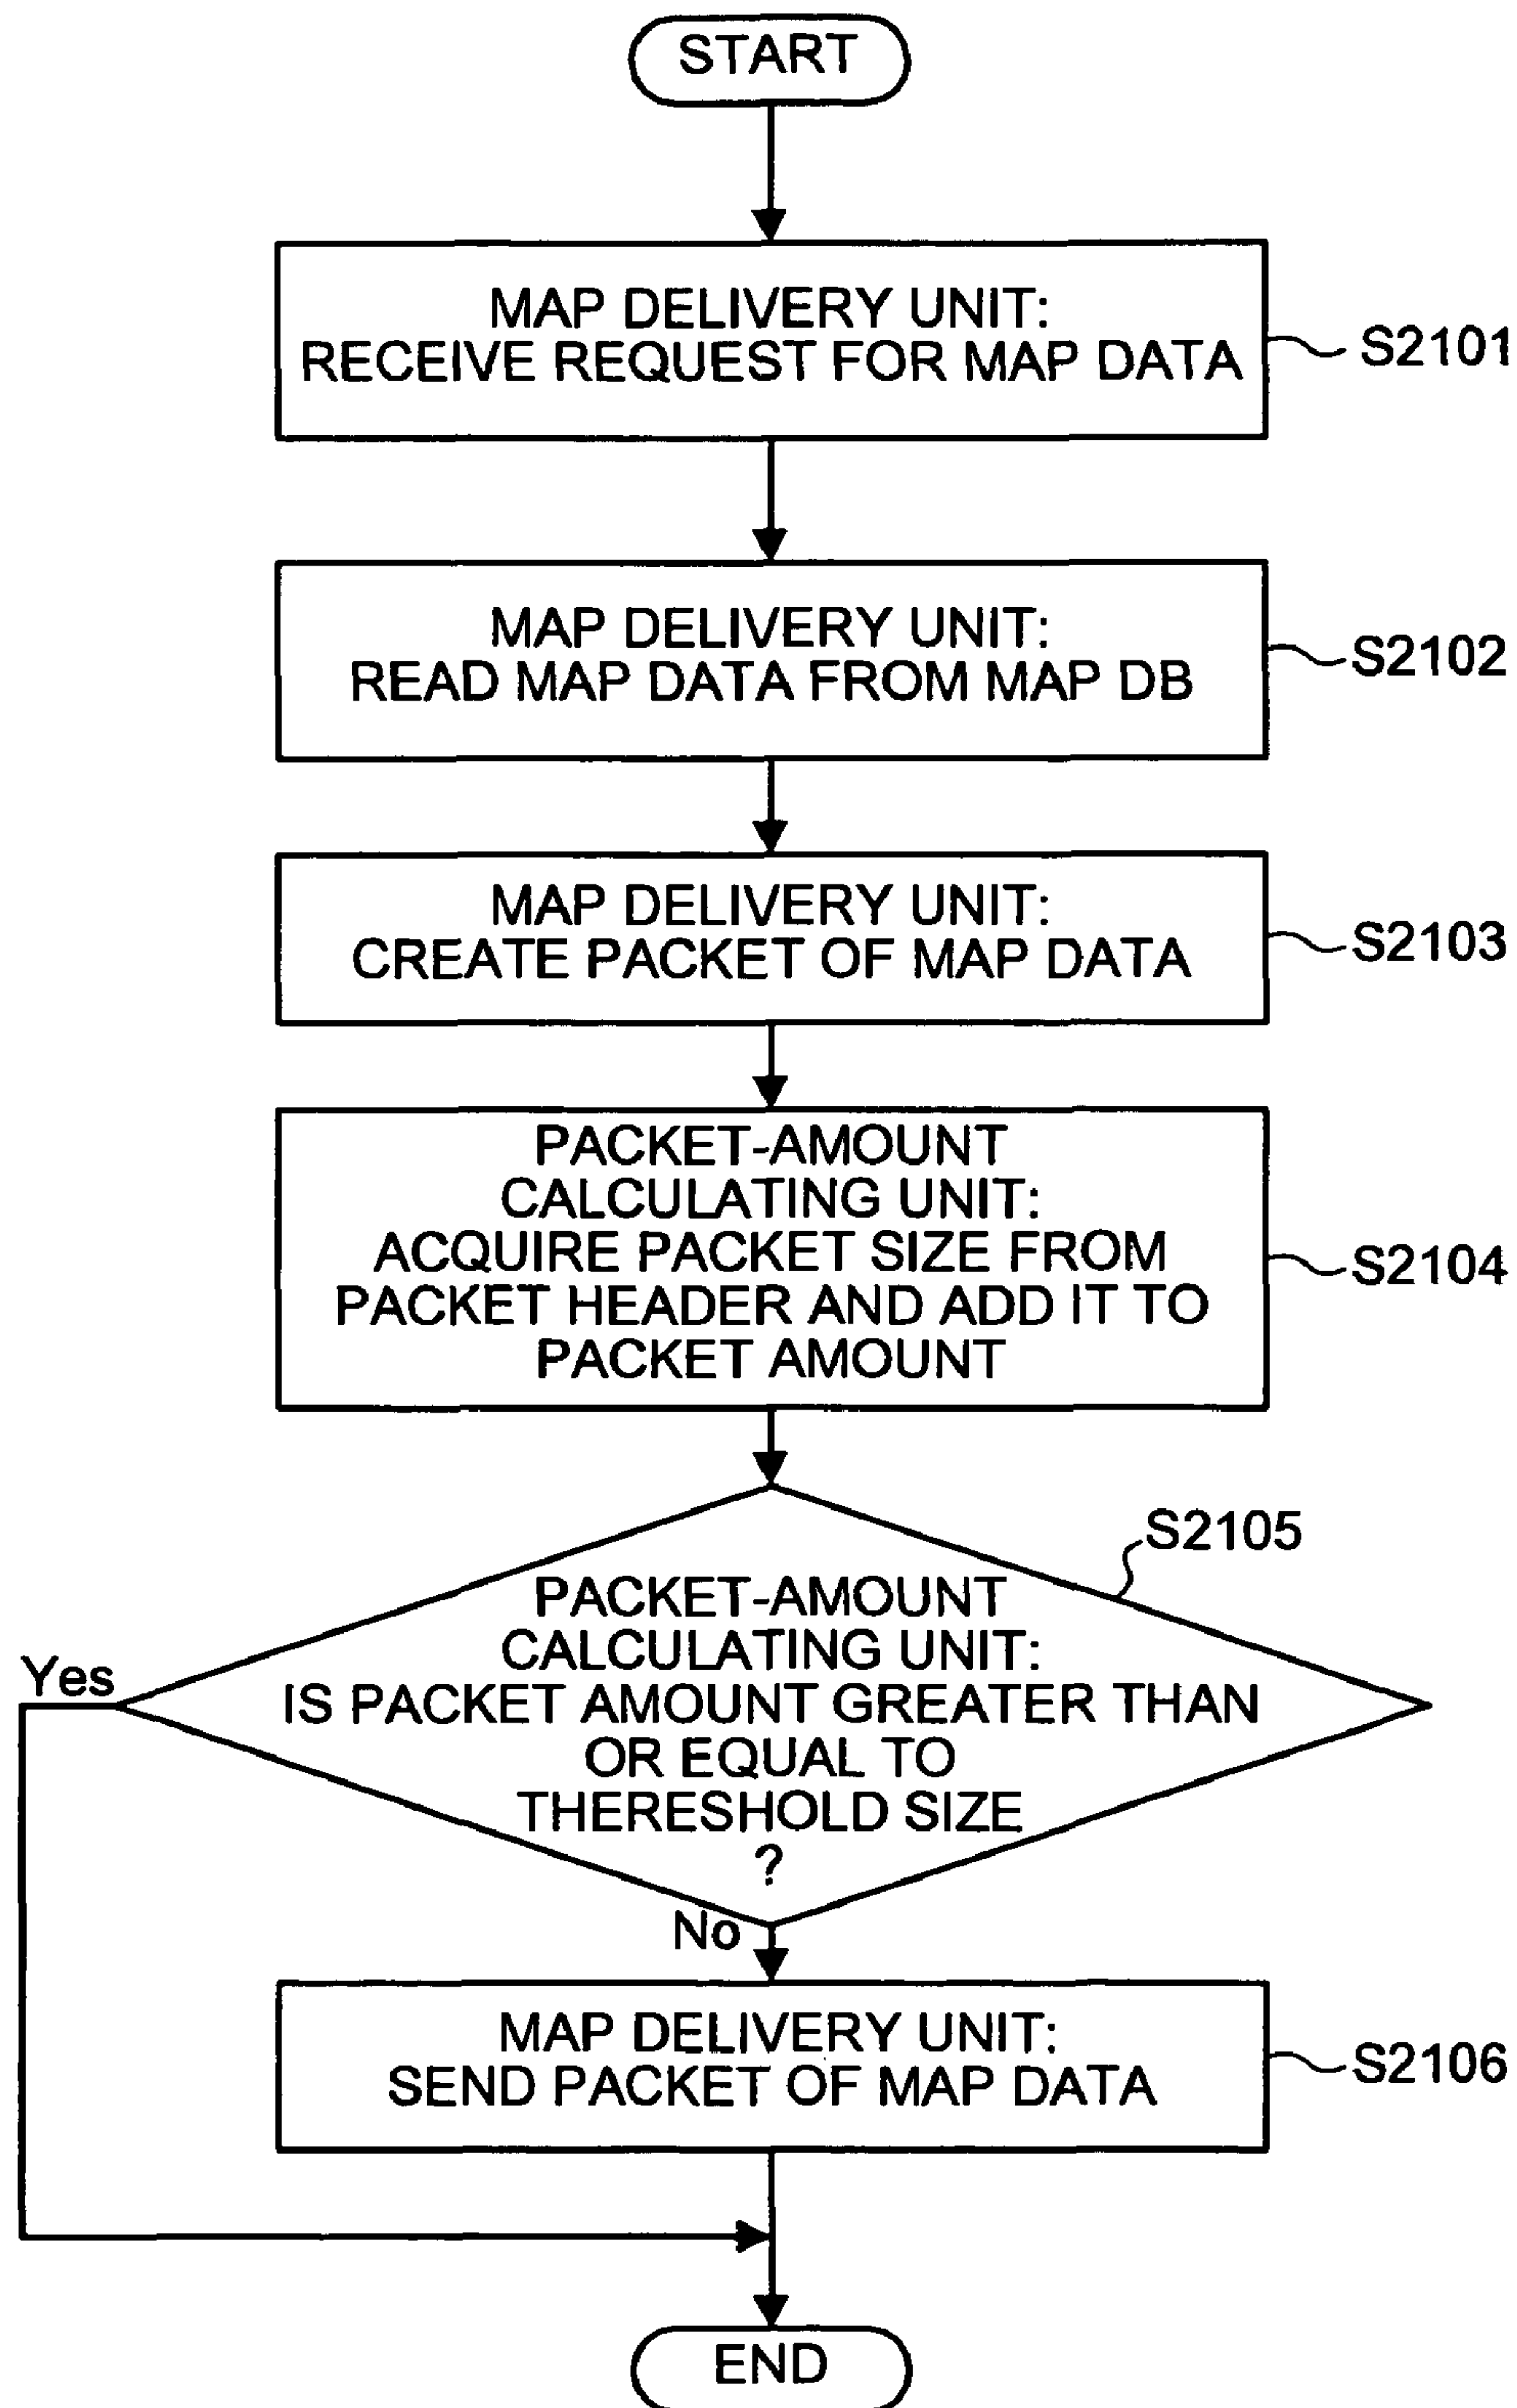 START
MAP DELIVERY UNIT:
RECEIVE REQUEST FOR MAP DATA
S2101
MAP DELIVERY UNIT:
READ MAP DATA FROM MAP DB
S2102
MAP DELIVERY UNIT:
CREATE PACKET OF MAP DATA
S2103
PACKET-AMOUNT
CALCULATING UNIT:
ACQUIRE PACKET SIZE FROM
PACKET HEADER AND ADD IT TO
PACKET AMOUNT
S2104
S2105
PACKET-AMOUNT
CALCULATING UNIT:
IS PACKET AMOUNT GREATER THAN
OR EQUAL TO
THERESHOLD SIZE
?
Yes
No
MAP DELIVERY UNIT:
SEND PACKET OF MAP DATA
S2106
END